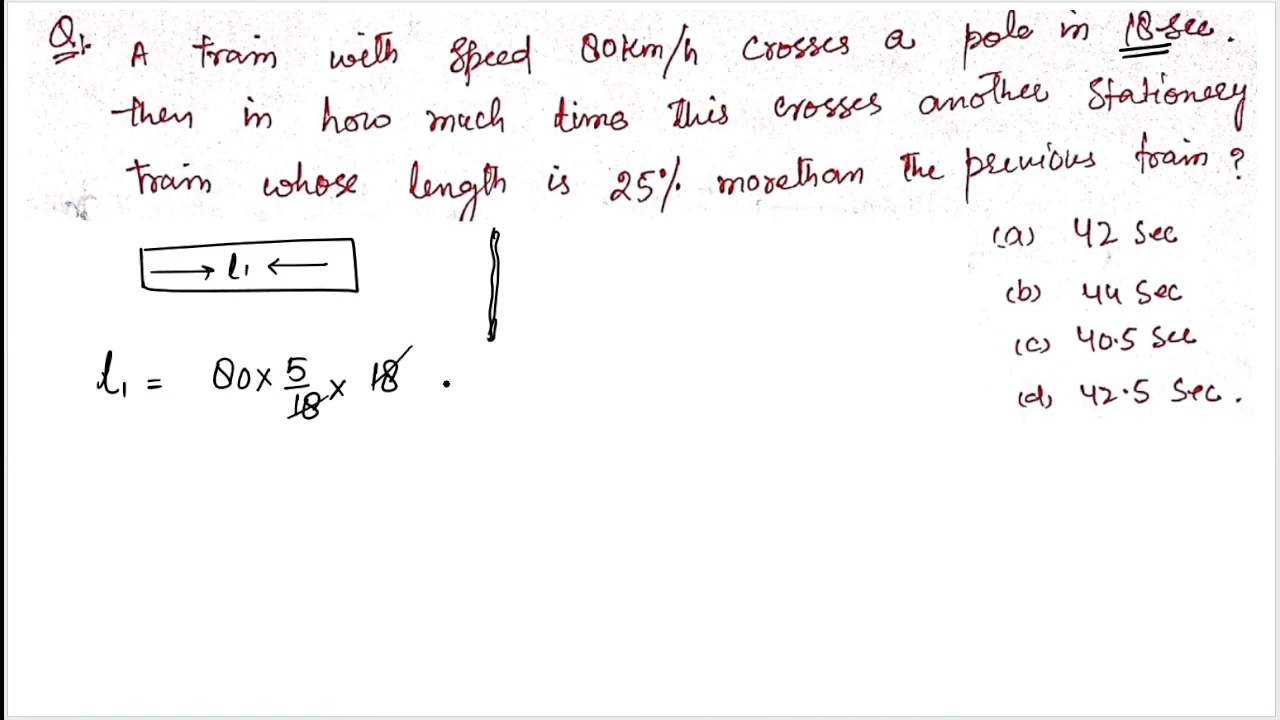 Q1. A train with speed 80km/h crosses a pole in 18 sec.
then in how much time this crosses another stationery
train whose length is 25% more than the previous train?
(a) 42 sec
l1
(b) 44 sec
(c) 40.5 sec
l1 = 80 × 5/18 × 18 .
(d) 42.5 sec.